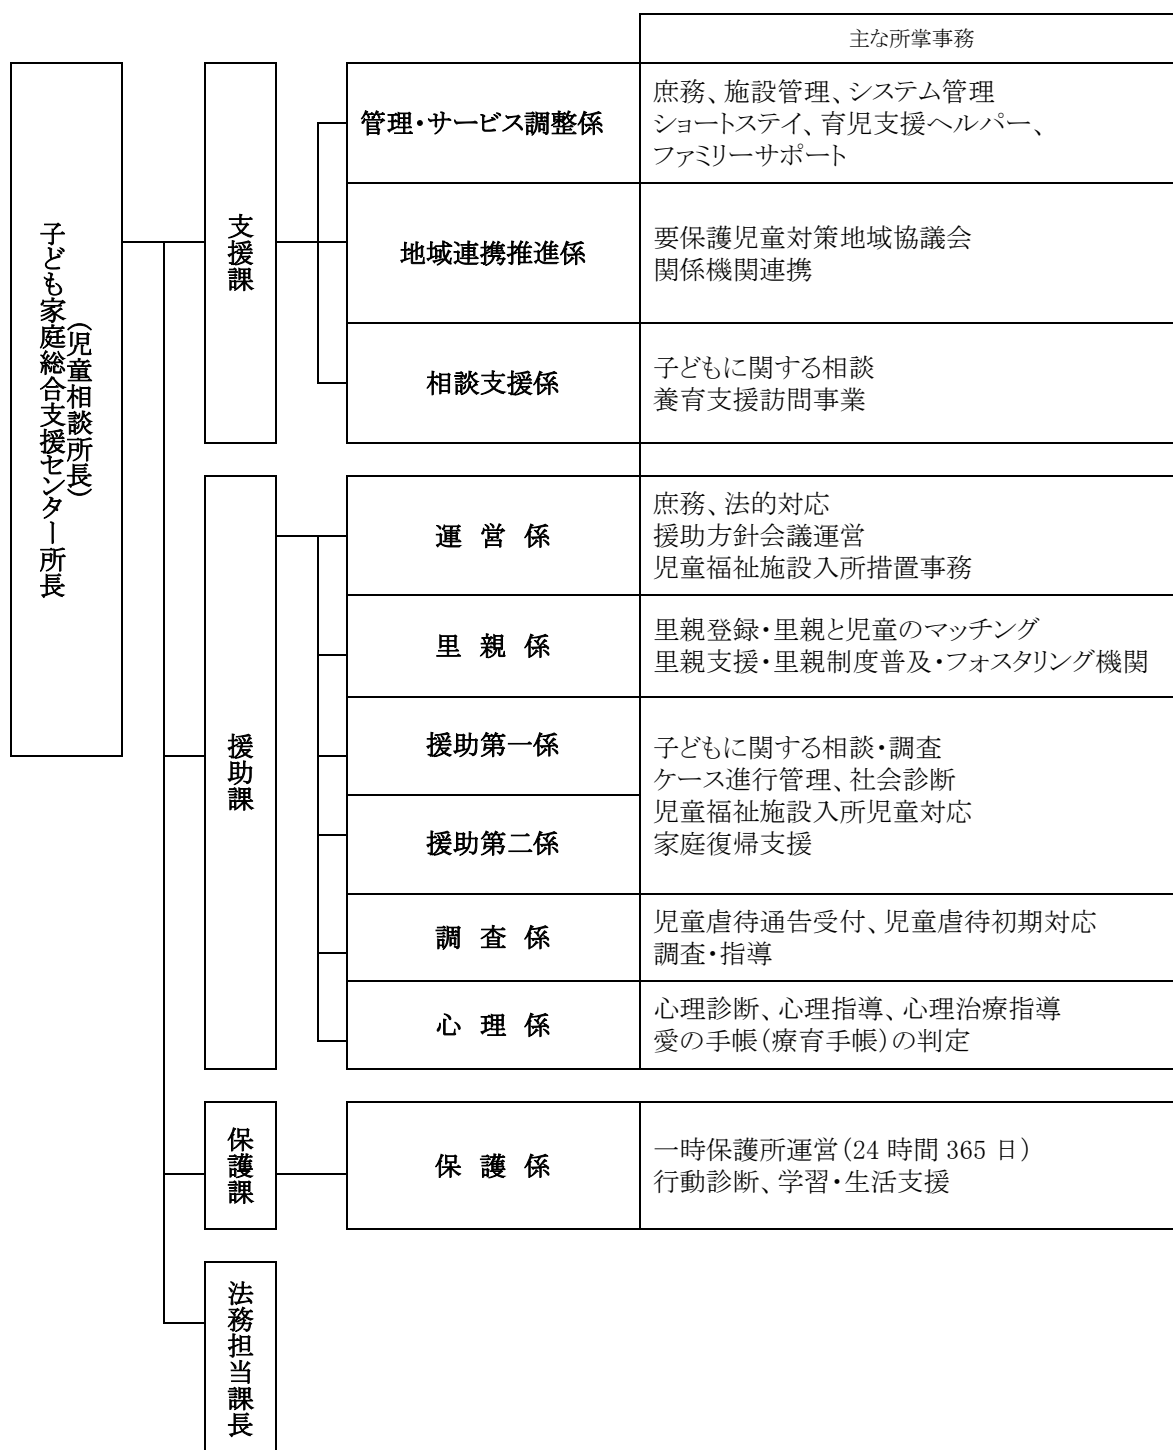 主な所掌事務
子ども家庭総合支援センター所長
(児童相談所長)
支援課
管理・サービス調整係
庶務、施設管理、システム管理
ショートステイ、育児支援ヘルパー、
ファミリーサポート
地域連携推進係
要保護児童対策地域協議会
関係機関連携
相談支援係
子どもに関する相談
養育支援訪問事業
援助課
運営係
庶務、法的対応
援助方針会議運営
児童福祉施設入所措置事務
里親係
里親登録・里親と児童のマッチング
里親支援・里親制度普及・フォスタリング機関
援助第一係
援助第二係
子どもに関する相談・調査
ケース進行管理、社会診断
児童福祉施設入所児童対応
家庭復帰支援
調査係
児童虐待通告受付、児童虐待初期対応
調査・指導
心理係
心理診断、心理指導、心理治療指導
愛の手帳(療育手帳)の判定
保護課
保護係
一時保護所運営(24 時間 365 日)
行動診断、学習・生活支援
法務担当課長